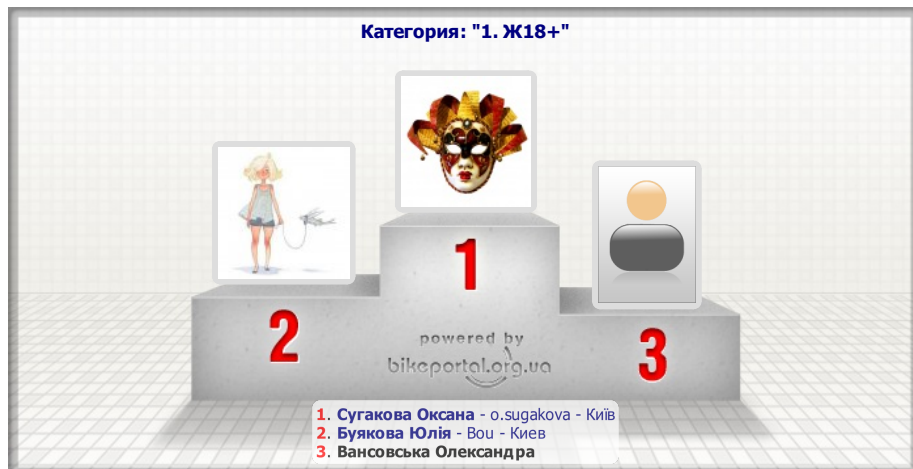 Категория: "1. Ж18+"
1
2
3
powered by
bikeportal.org.ua
1. Сугакова Оксана - o.sugakova - Київ
2. Буякова Юлія - Bou - Киев
3. Вансовська Олександра